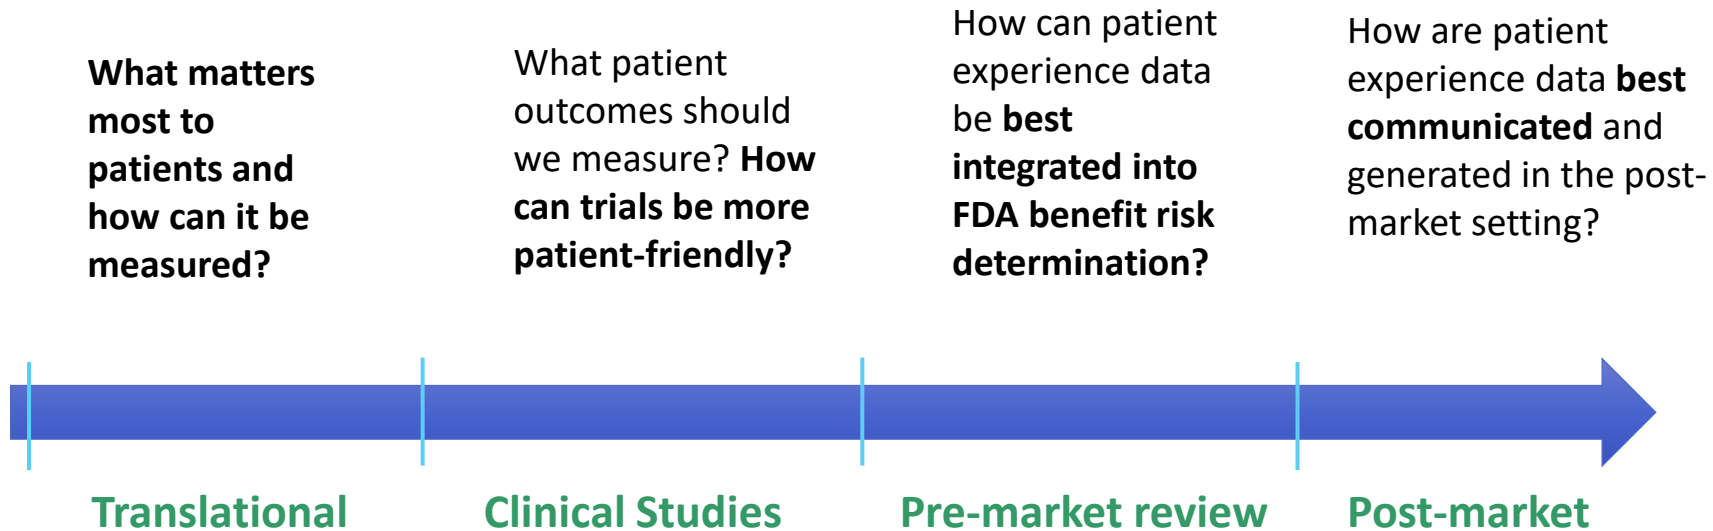 What matters
most to
patients and
how can it be
measured?
What patient
outcomes should
we measure? How
can trials be more
patient-friendly?
How can patient
experience data
be best
integrated into
FDA benefit risk
determination?
How are patient
experience data best
communicated and
generated in the post-
market setting?
Translational
Clinical Studies
Pre-market review
Post-market